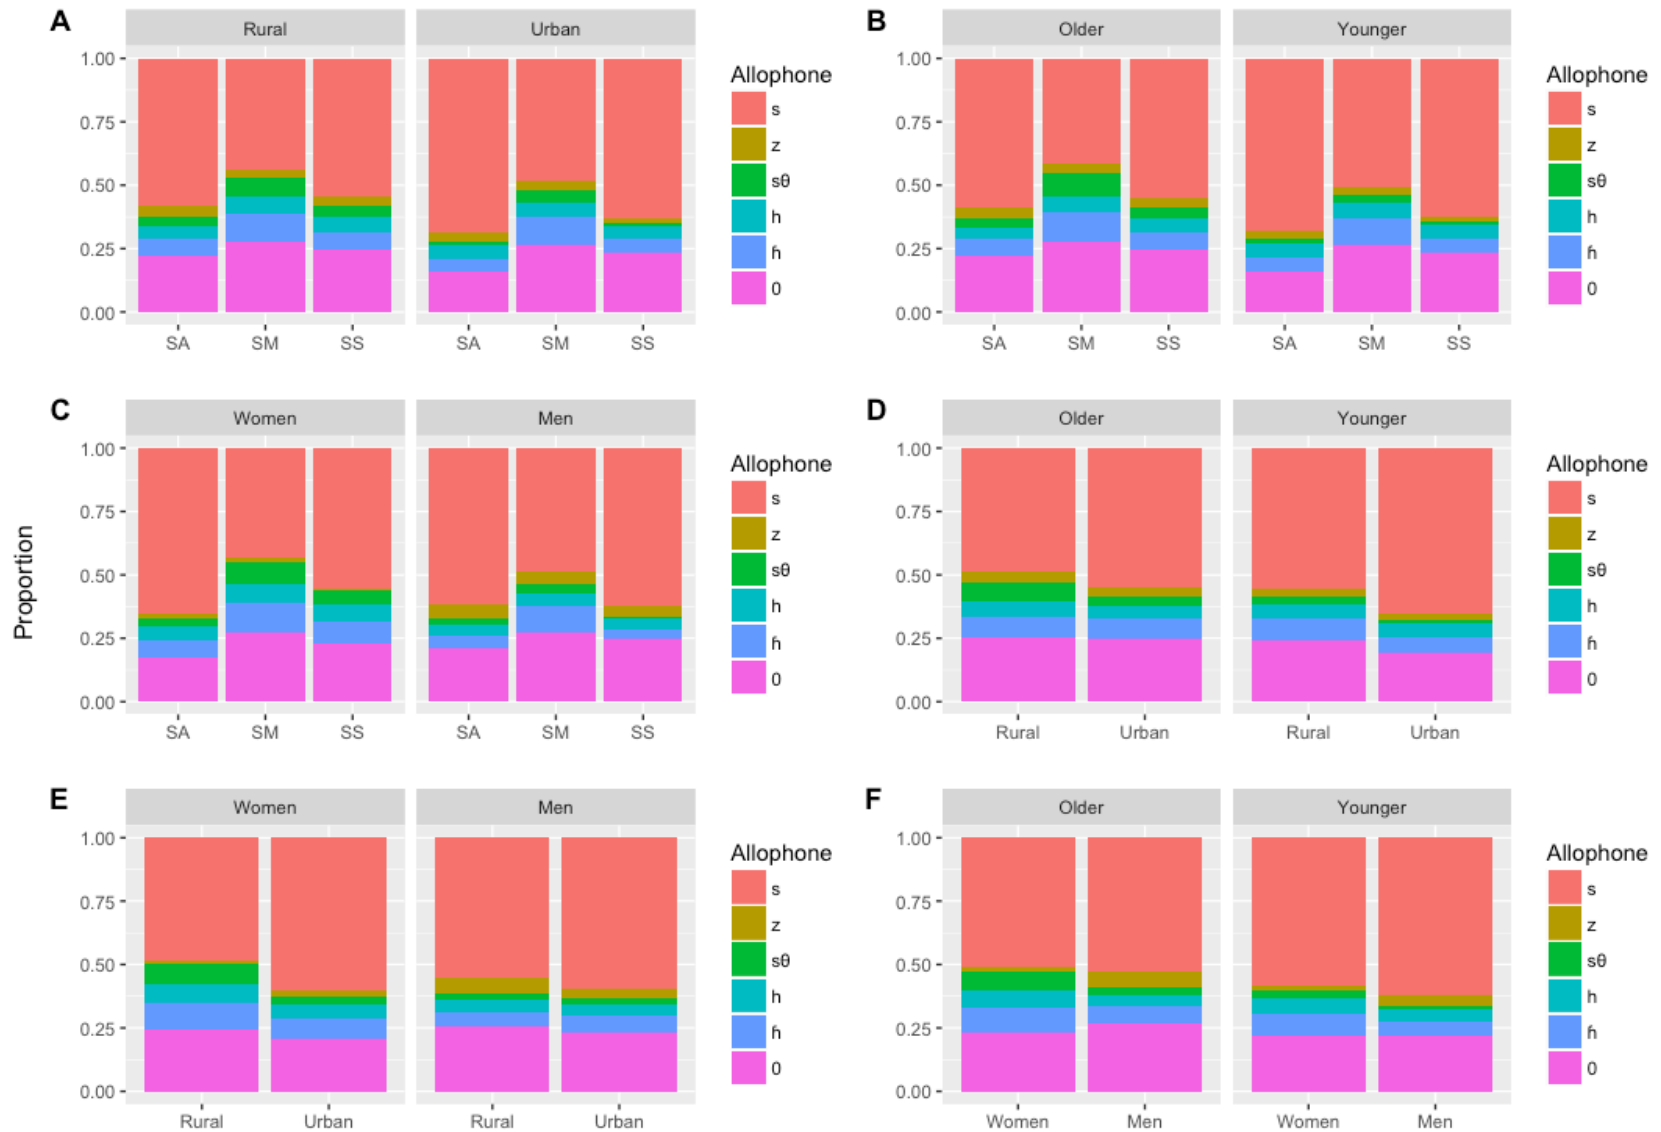 A
Rural
Urban
1.00
0.75
0.50
0.25
0.00
SA
SM
SS
SA
SM
SS
Allophone
s
z
sθ
h
ɦ
0
B
Older
Younger
1.00
0.75
0.50
0.25
0.00
SA
SM
SS
SA
SM
SS
Allophone
s
z
sθ
h
ɦ
0
Proportion
C
Women
Men
1.00
0.75
0.50
0.25
0.00
SA
SM
SS
SA
SM
SS
Allophone
s
z
sθ
h
ɦ
0
D
Older
Younger
1.00
0.75
0.50
0.25
0.00
Rural
Urban
Rural
Urban
Allophone
s
z
sθ
h
ɦ
0
E
Women
Men
1.00
0.75
0.50
0.25
0.00
Rural
Urban
Rural
Urban
Allophone
s
z
sθ
h
ɦ
0
F
Older
Younger
1.00
0.75
0.50
0.25
0.00
Women
Men
Women
Men
Allophone
s
z
sθ
h
ɦ
0